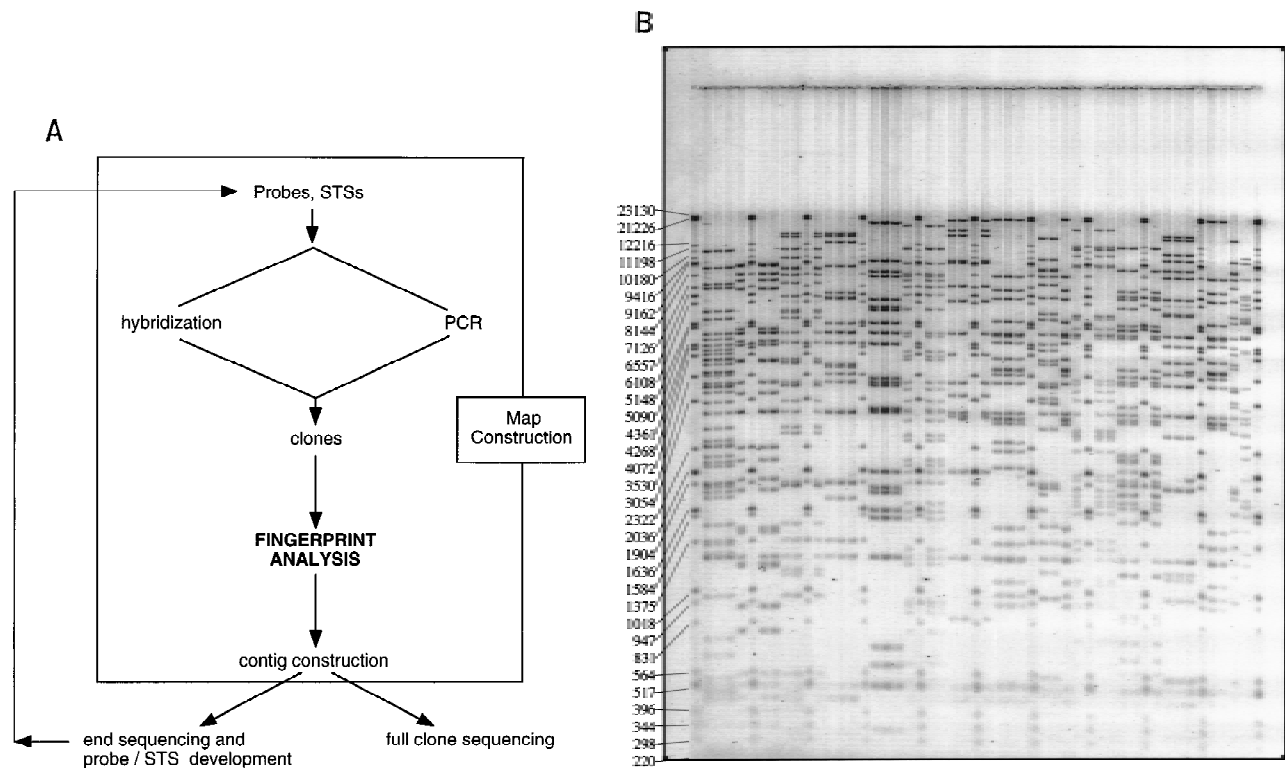 A
Probes, STSs
hybridization
PCR
clones
Map
Construction
FINGERPRINT
ANALYSIS
contig construction
end sequencing and
probe / STS development
full clone sequencing
B
23130
21226
12216
11198
10180
9416
9162
8144
7126
6557
6108
5148
5090
4361
4268
4072
3530
3054
2322
2036
1904
1636
1584
1375
1018
947
831
564
517
396
344
298
220